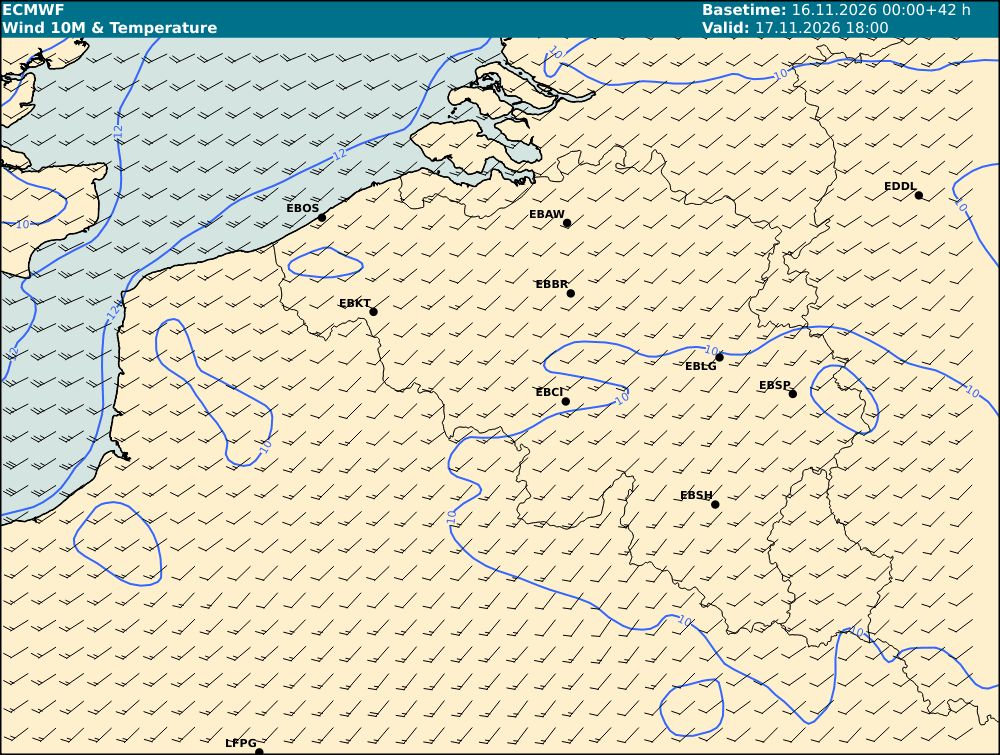 ECMWF
Wind 10M & Temperature
Basetime: 16.11.2026 00:00+42 h
Valid: 17.11.2026 18:00
10
10
12
12
EDDL
EBOS
EBAW
10
10
EBBR
EBKT
12
12
10
EBLG
EBSP
EBCI
10
10
10
EBSH
10
10
10
LFPG